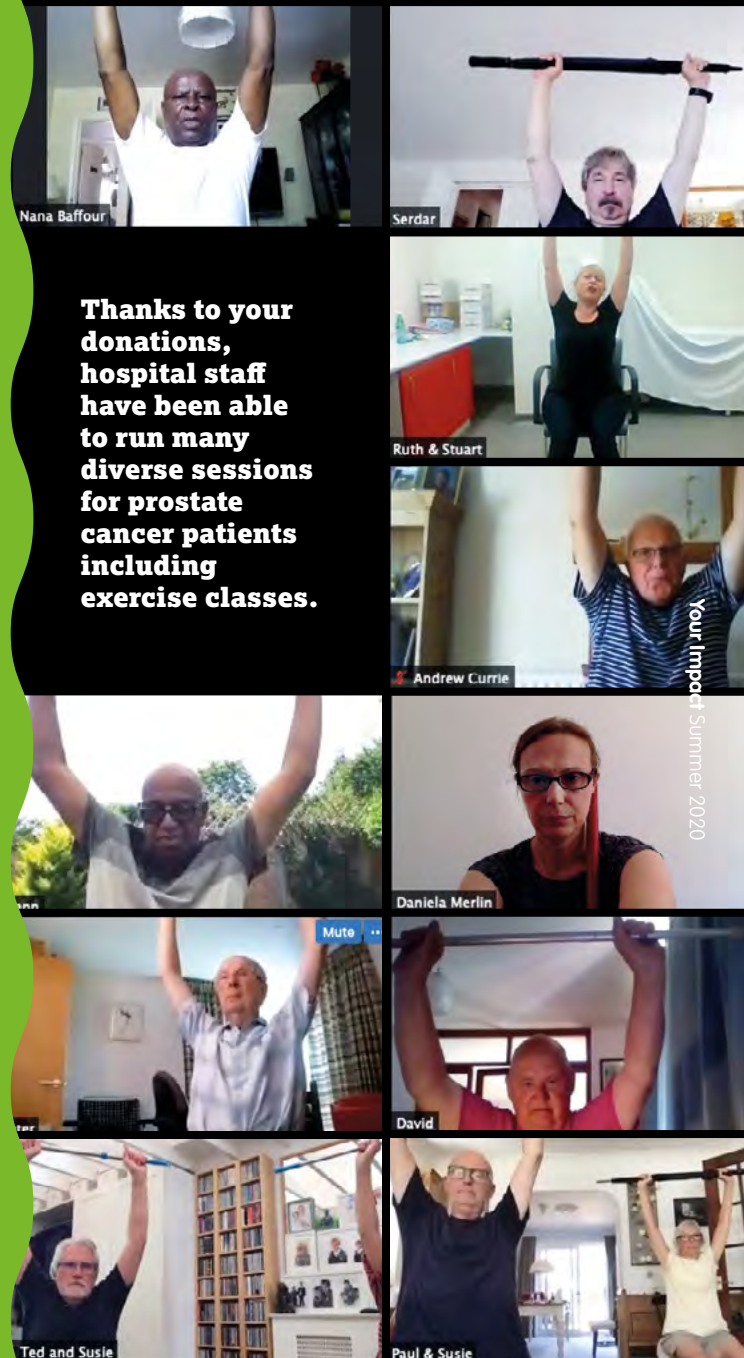 Nana Baffour
Serdar
Thanks to your
donations,
hospital staff
have been able
to run many
diverse sessions
for prostate
cancer patients
including
exercise classes.
Ruth & Stuart
Andrew Currie
Your Impact Summer 2020
Daniela Merlin
Mute
David
Ted and Susie
Paul & Susie